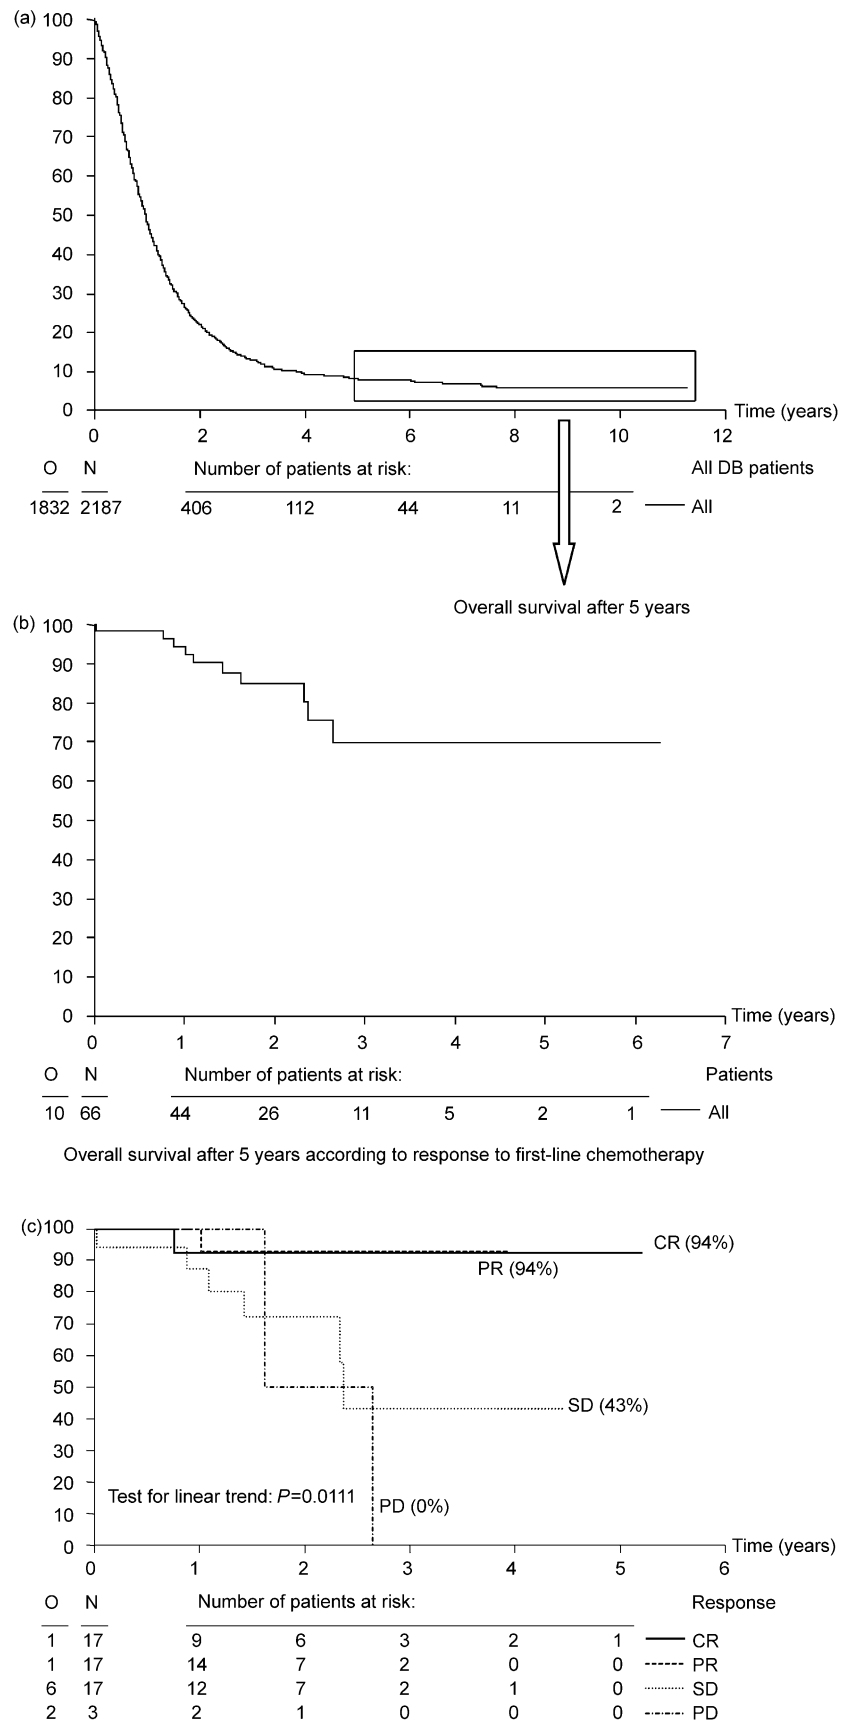 (a) 100
90
80
70
60
50
40
30
20
10
0
Time (years)
0 2 4 6 8 10 12
O N Number of patients at risk: All DB patients
1832 2187 406 112 44 11 2 All
Overall survival after 5 years
(b) 100
90
80
70
60
50
40
30
20
10
0
Time (years)
0 1 2 3 4 5 6 7
O N Number of patients at risk: Patients
10 66 44 26 11 5 2 1 All
Overall survival after 5 years according to response to first-line chemotherapy
(c) 100
CR (94%)
90
PR (94%)
80
70
60
50
SD (43%)
40
30
20
Test for linear trend: P=0.0111
PD (0%)
10
0
Time (years)
0 1 2 3 4 5 6
O N Number of patients at risk: Response
1 17 9 6 3 2 1 CR
1 17 14 7 2 0 0 PR
6 17 12 7 2 1 0 SD
2 3 2 1 0 0 0 PD